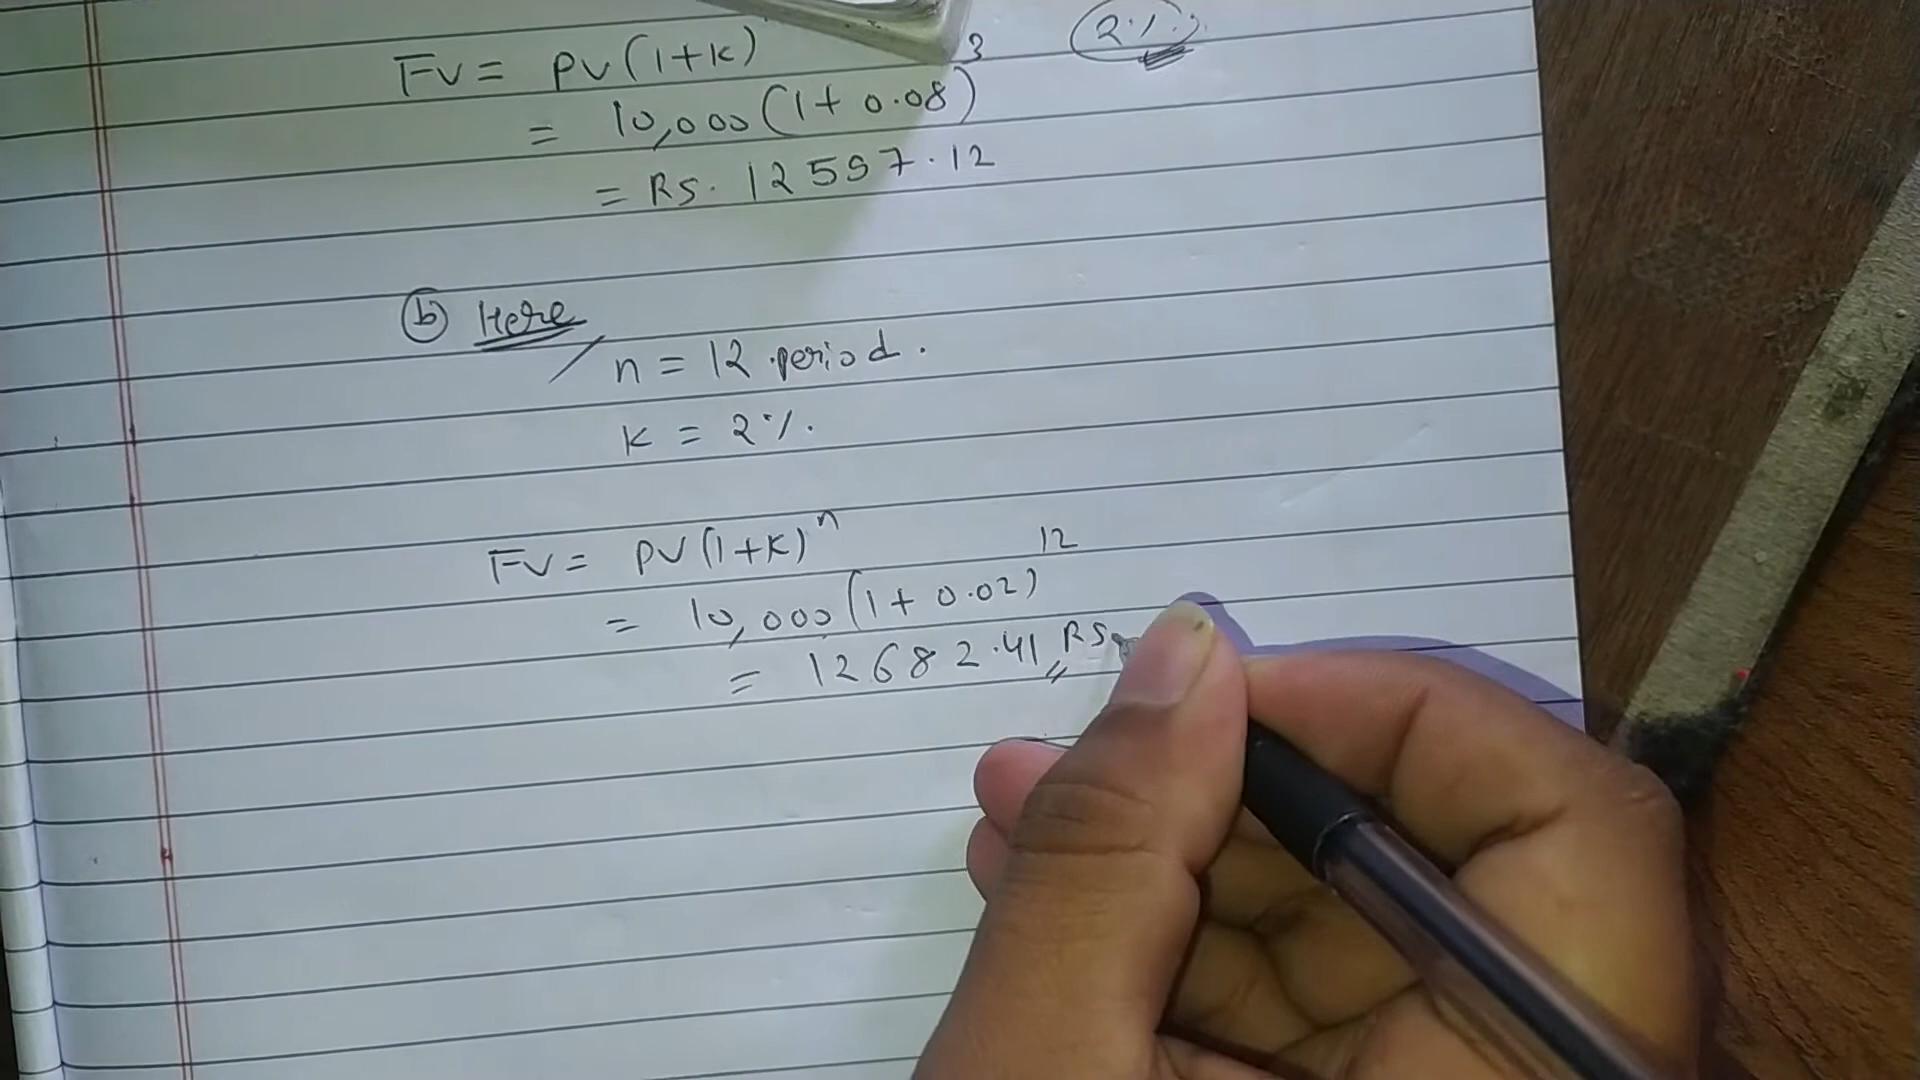 2%
FV = PV(1+K)
= 10,000(1+0.08)³
= RS. 12597.12
(b) Here
n = 12 period.
K = 2%.
FV = PV(1+K)ⁿ
= 10,000(1+0.02)¹²
= 12682.41 RS